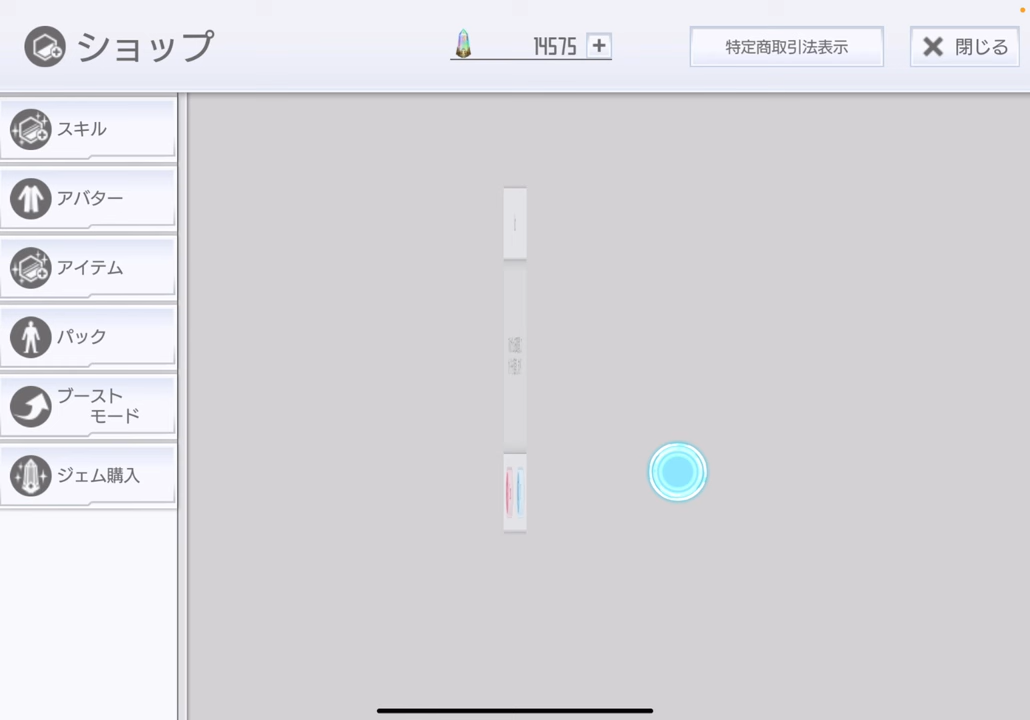 ショップ
14575
+
特定商取引法表示
閉じる
スキル
アバター
アイテム
パック
ブースト
モード
ジェム購入